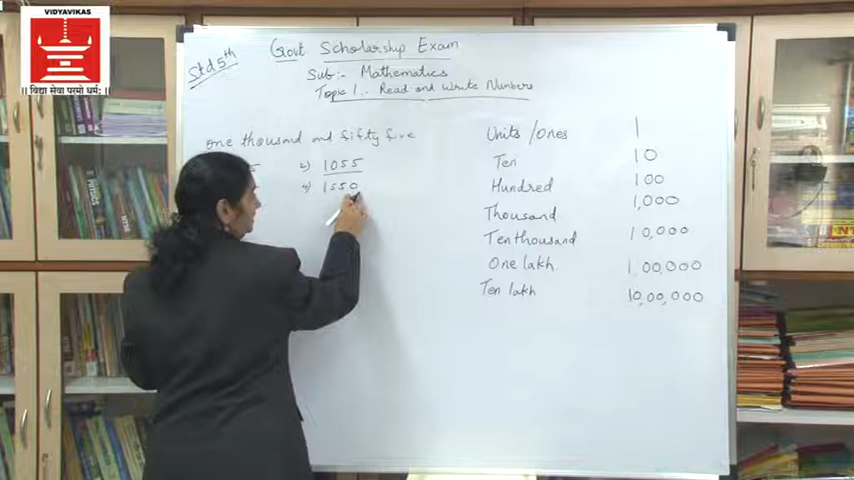 VIDYAVIKAS
|| विद्या सेवा परमो धर्मः ||
Std 5th
Govt Scholarship Exam
Sub:- Mathematics
Topic 1.- Read and Write Numbers
One thousand and fifty five
2) 1055
4) 1550
Units/Ones 1
Ten 10
Hundred 100
Thousand 1,000
Tenthousand 10,000
One lakh. 1,00,000
Ten lakh 10,00,000